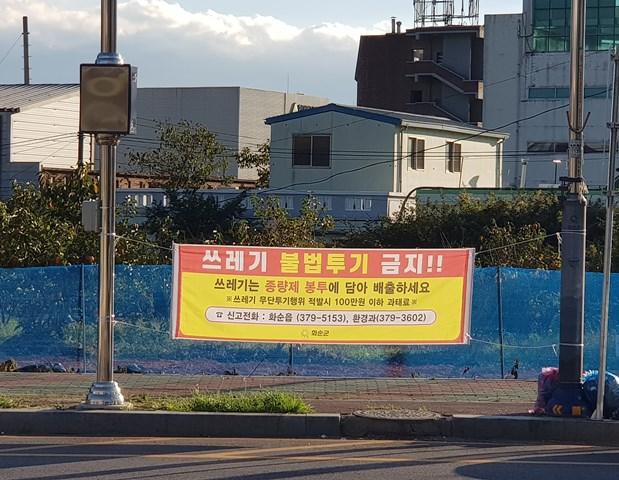 쓰레기 불법투기 금지!!
쓰레기는 종량제 봉투에 담아 배출하세요
※쓰레기 무단투기행위 적발시 100만원 이하 과태료※
☎ 신고전화 : 화순읍 (379-5153), 환경과(379-3602)
화순군